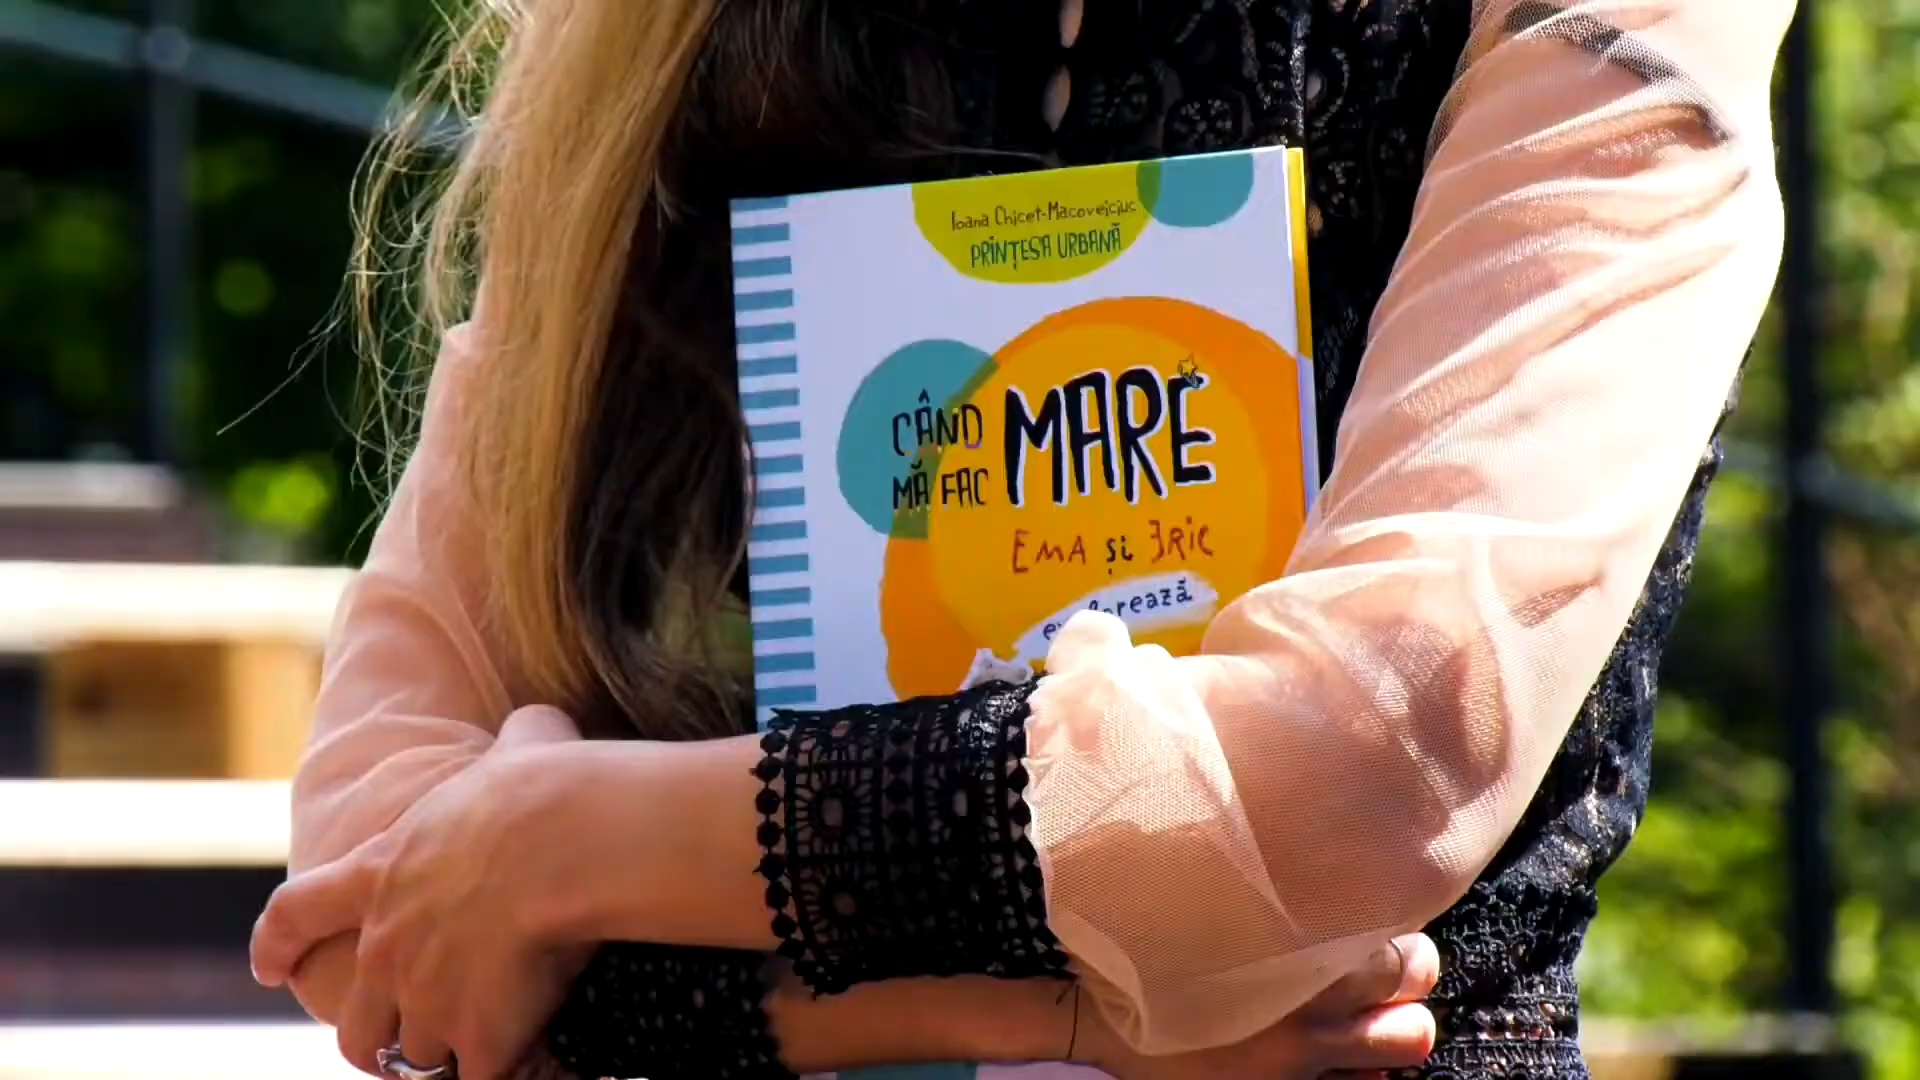 Ioana Chicet-Macoveiciuc
PRINȚESA URBANĂ
CÂND
MĂ FAC
MARE
EMA și ERIC